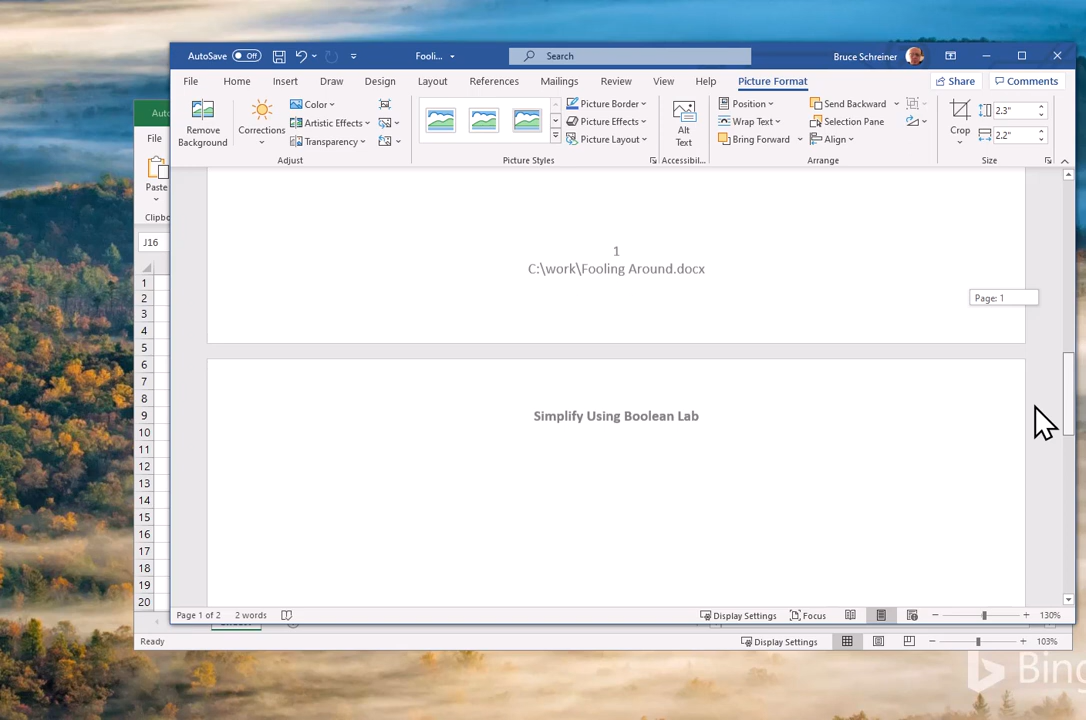 AutoSave Off Fooli... Search Bruce Schreiner
File Home Insert Draw Design Layout References Mailings Review View Help Picture Format Share Comments
Remove Background
Corrections
Color
Artistic Effects
Transparency
Adjust
Picture Border
Picture Effects
Picture Layout
Picture Styles
Alt Text
Accessibil...
Position
Wrap Text
Bring Forward
Send Backward
Selection Pane
Align
Arrange
Crop
2.3"
2.2"
Size
1
C:\work\Fooling Around.docx
Page: 1
Simplify Using Boolean Lab
Page 1 of 2 2 words Display Settings Focus 130%
Auto
File
Paste
Clipbo
J16
1
2
3
4
5
6
7
8
9
10
11
12
13
14
15
16
17
18
19
20
Ready Display Settings 103%
Bing